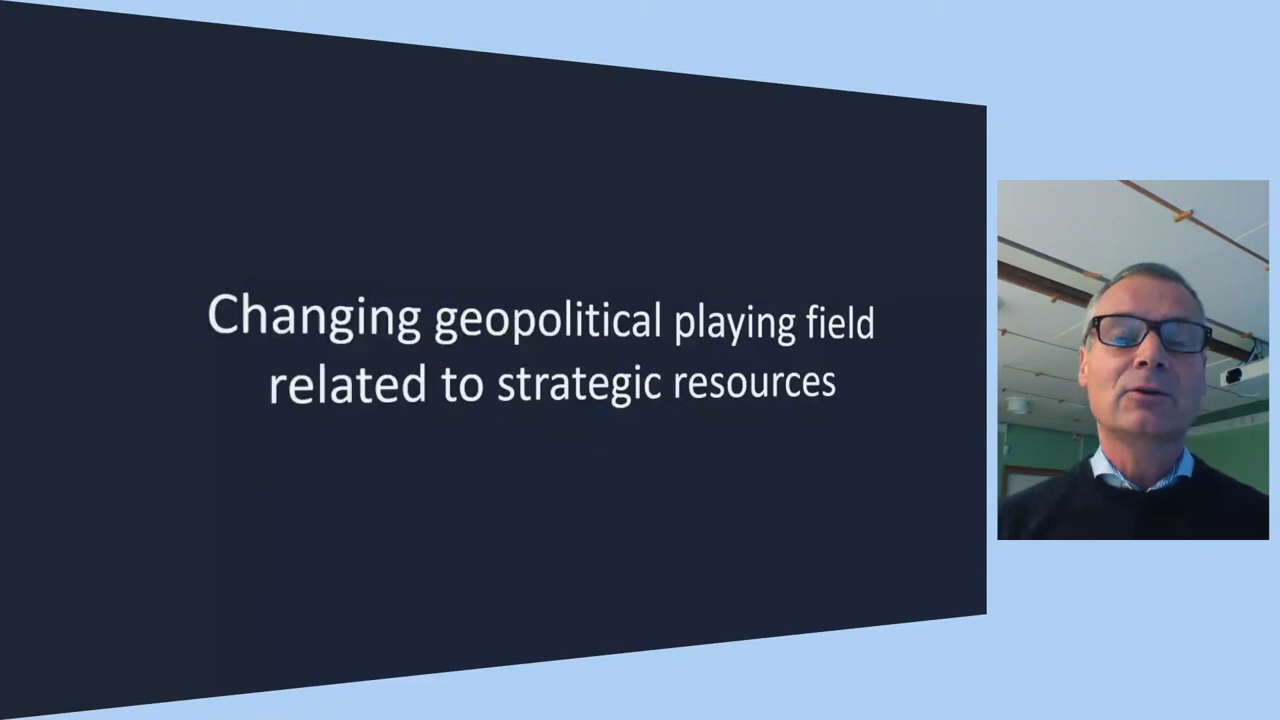 Changing geopolitical playing field
related to strategic resources